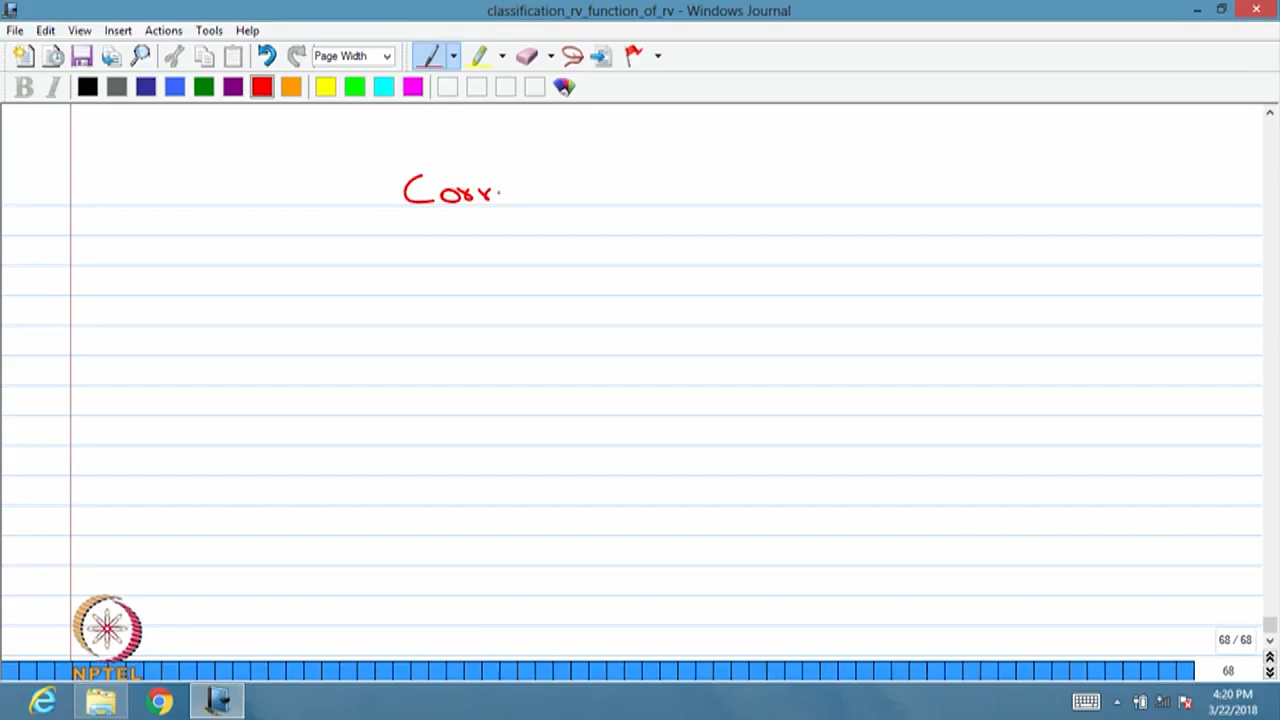 classification_rv_function_of_rv - Windows Journal
File Edit View Insert Actions Tools Help
Page Width
B I
Corr
68 / 68
NPTEL
68
4:20 PM
3/22/2018